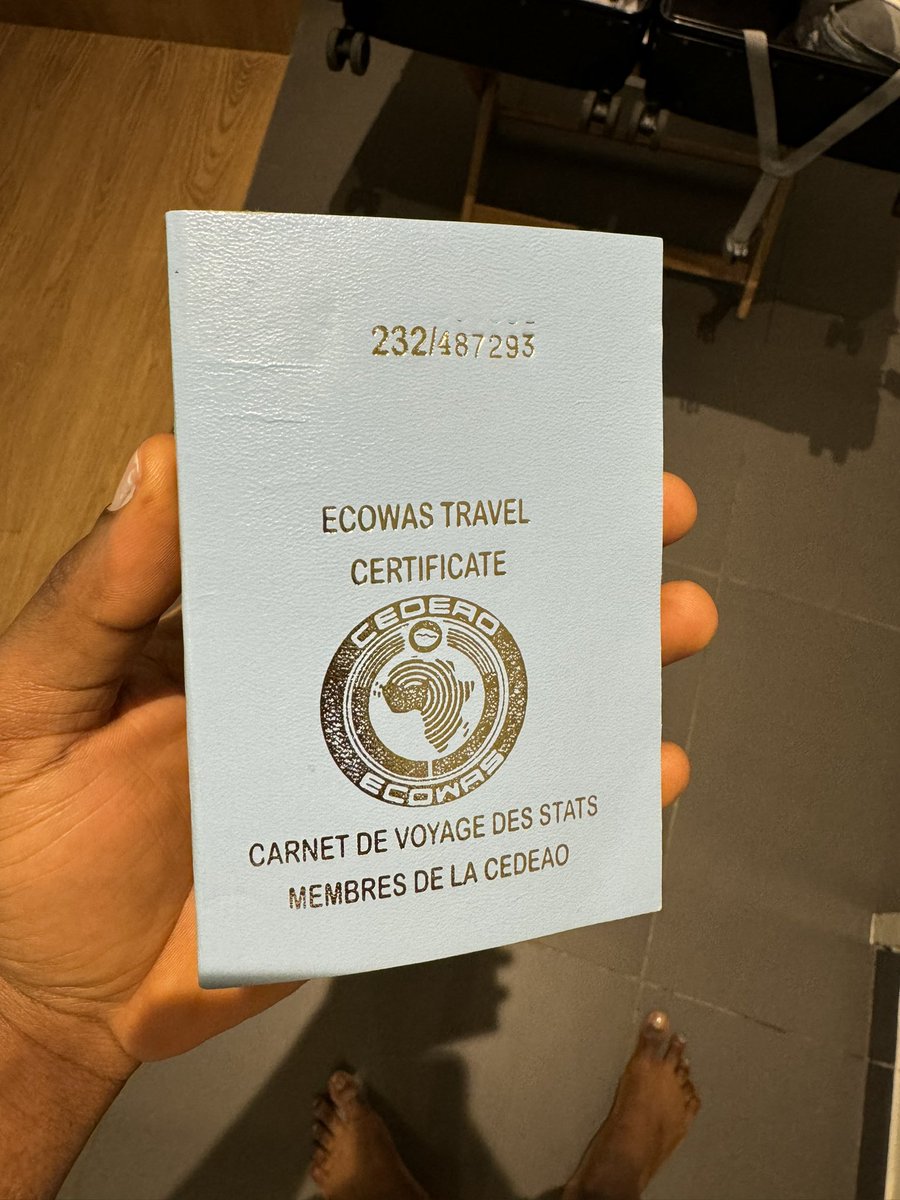 232/487293
ECOWAS TRAVEL
CERTIFICATE
CEDEAO
ECOWAS
CARNET DE VOYAGE DES STATS
MEMBRES DE LA CEDEAO